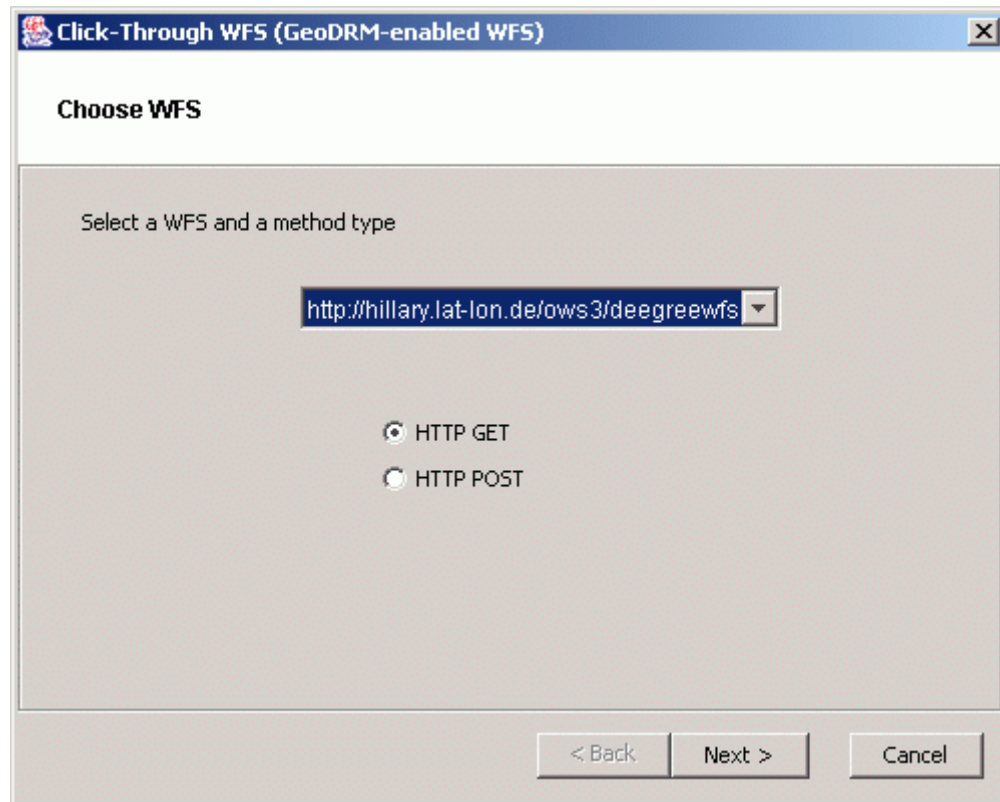 Click-Through WFS (GeoDRM-enabled WFS)
Choose WFS
Select a WFS and a method type
http://hillary.lat-lon.de/ows3/deegreewfs
HTTP GET
HTTP POST
< Back
Next >
Cancel